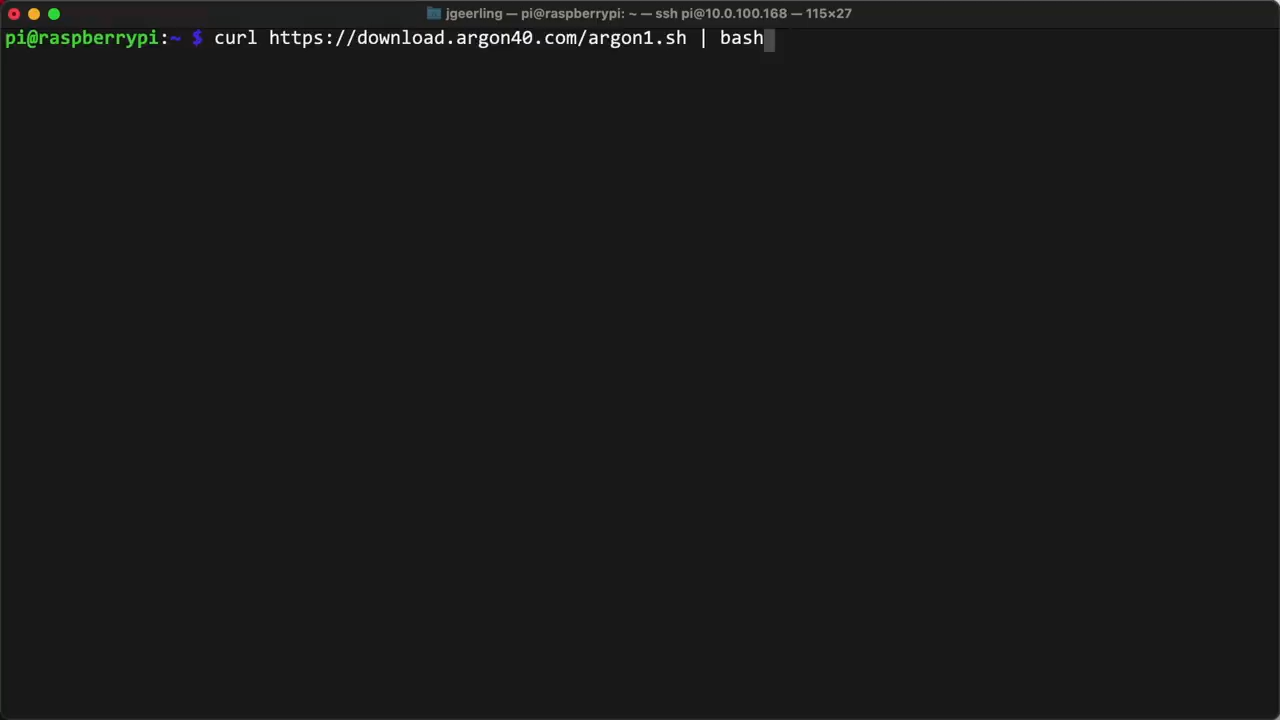 jgeerling — pi@raspberrypi: ~ — ssh pi@10.0.100.168 — 115×27
pi@raspberrypi:~ $ curl https://download.argon40.com/argon1.sh | bash